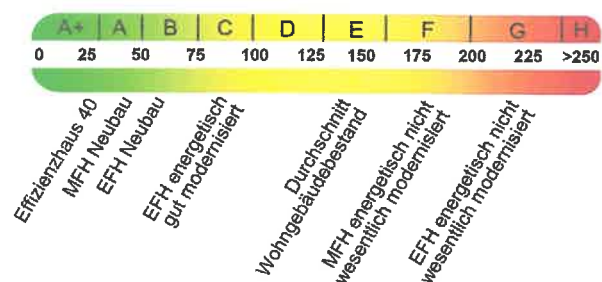 A+ A B C D E F G H
0 25 50 75 100 125 150 175 200 225 >250
Effizienzhaus 40
MFH Neubau
EFH Neubau
EFH energetisch
gut modernisiert
Durchschnitt
Wohngebäudebestand
MFH energetisch nicht
wesentlich modernisiert
EFH energetisch nicht
wesentlich modernisiert